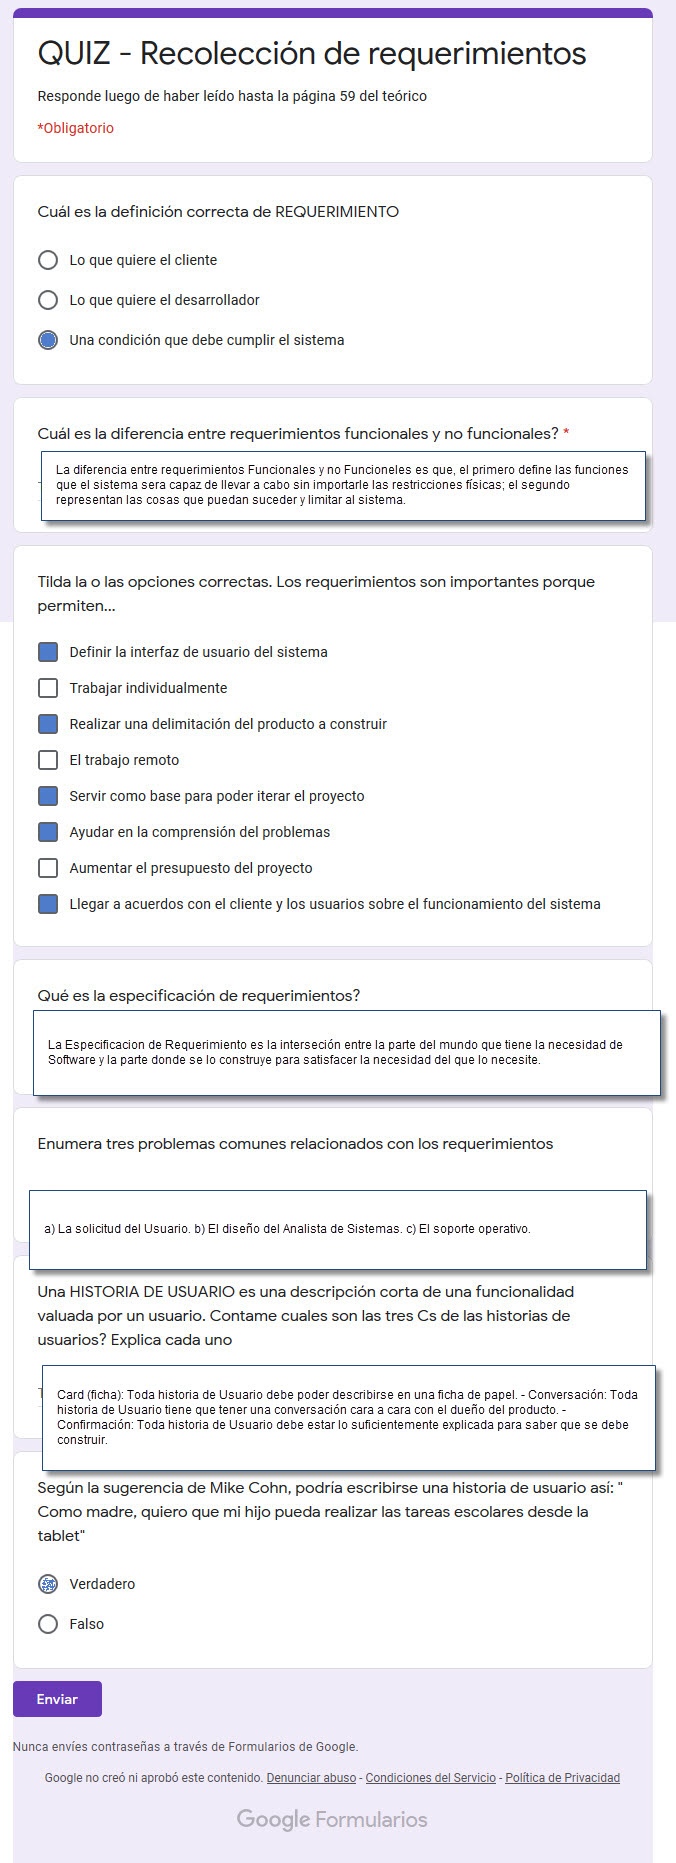 QUIZ - Recolección de requerimientos
Responde luego de haber leído hasta la página 59 del teórico
*Obligatorio
Cuál es la definición correcta de REQUERIMIENTO
Lo que quiere el cliente
Lo que quiere el desarrollador
Una condición que debe cumplir el sistema
Cuál es la diferencia entre requerimientos funcionales y no funcionales? *
La diferencia entre requerimientos Funcionales y no Funcioneles es que, el primero define las funciones
que el sistema sera capaz de llevar a cabo sin importarle las restricciones físicas; el segundo
representan las cosas que puedan suceder y limitar al sistema.
Tilda la o las opciones correctas. Los requerimientos son importantes porque
permiten...
Definir la interfaz de usuario del sistema
Trabajar individualmente
Realizar una delimitación del producto a construir
El trabajo remoto
Servir como base para poder iterar el proyecto
Ayudar en la comprensión del problemas
Aumentar el presupuesto del proyecto
Llegar a acuerdos con el cliente y los usuarios sobre el funcionamiento del sistema
Qué es la especificación de requerimientos?
La Especificacion de Requerimiento es la interseción entre la parte del mundo que tiene la necesidad de
Software y la parte donde se lo construye para satisfacer la necesidad del que lo necesite.
Enumera tres problemas comunes relacionados con los requerimientos
a) La solicitud del Usuario. b) El diseño del Analista de Sistemas. c) El soporte operativo.
Una HISTORIA DE USUARIO es una descripción corta de una funcionalidad
valuada por un usuario. Contame cuales son las tres Cs de las historias de
usuarios? Explica cada uno
Card (ficha): Toda historia de Usuario debe poder describirse en una ficha de papel. - Conversación: Toda
historia de Usuario tiene que tener una conversación cara a cara con el dueño del producto. -
Confirmación: Toda historia de Usuario debe estar lo suficientemente explicada para saber que se debe
construir.
Según la sugerencia de Mike Cohn, podría escribirse una historia de usuario así: "
Como madre, quiero que mi hijo pueda realizar las tareas escolares desde la
tablet"
Verdadero
Falso
Enviar
Nunca envíes contraseñas a través de Formularios de Google.
Google no creó ni aprobó este contenido. Denunciar abuso - Condiciones del Servicio - Política de Privacidad
Google Formularios